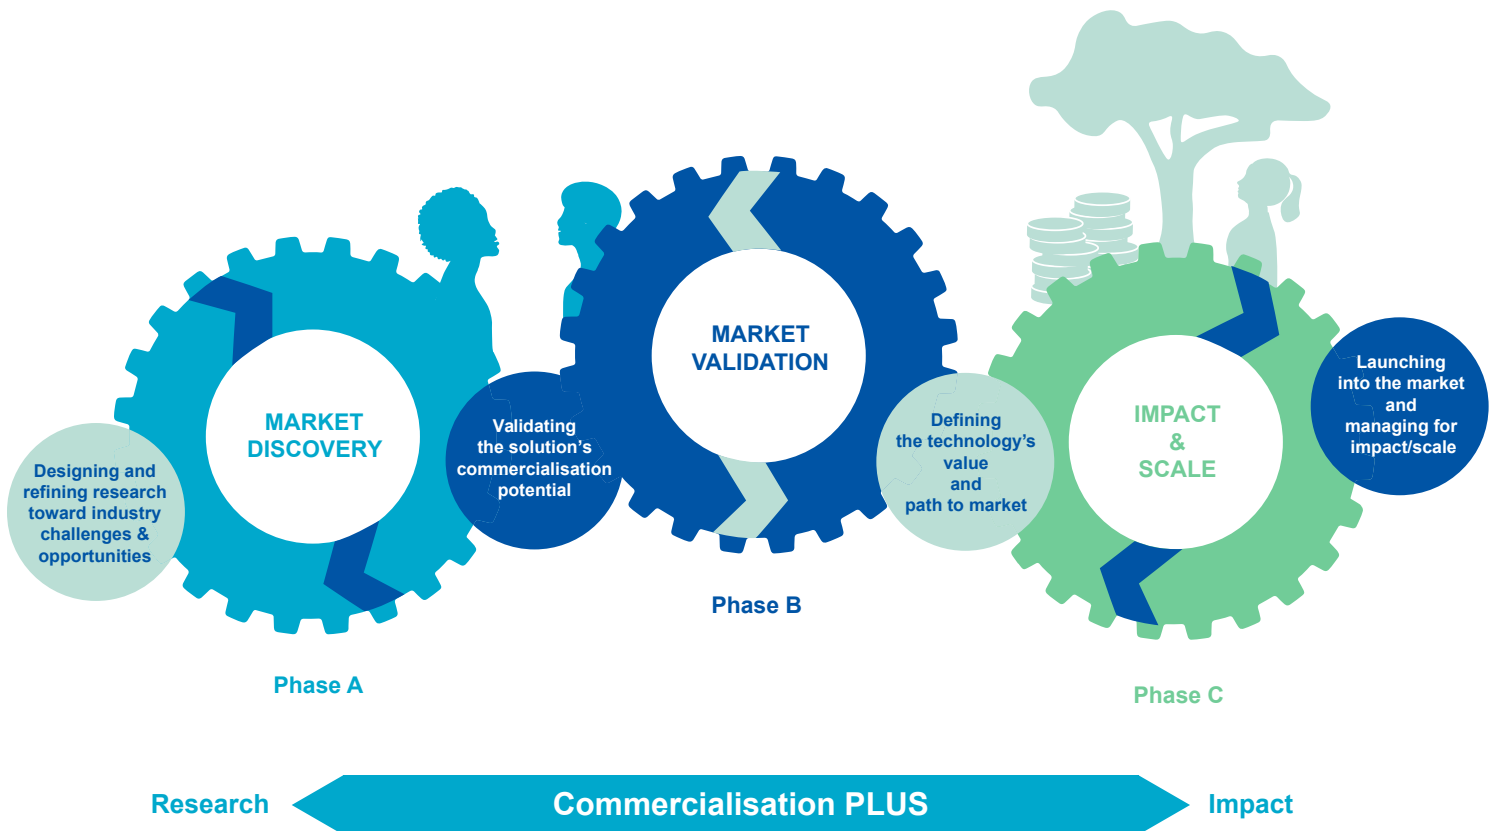 MARKET
DISCOVERY
Designing and
refining research
toward industry
challenges &
opportunities
Phase A
Validating
the solution's
commercialisation
potential
MARKET
VALIDATION
Phase B
Defining
the technology's
value
and
path to market
IMPACT
&
SCALE
Phase C
Launching
into the market
and
managing for
impact/scale
Research
Commercialisation PLUS
Impact